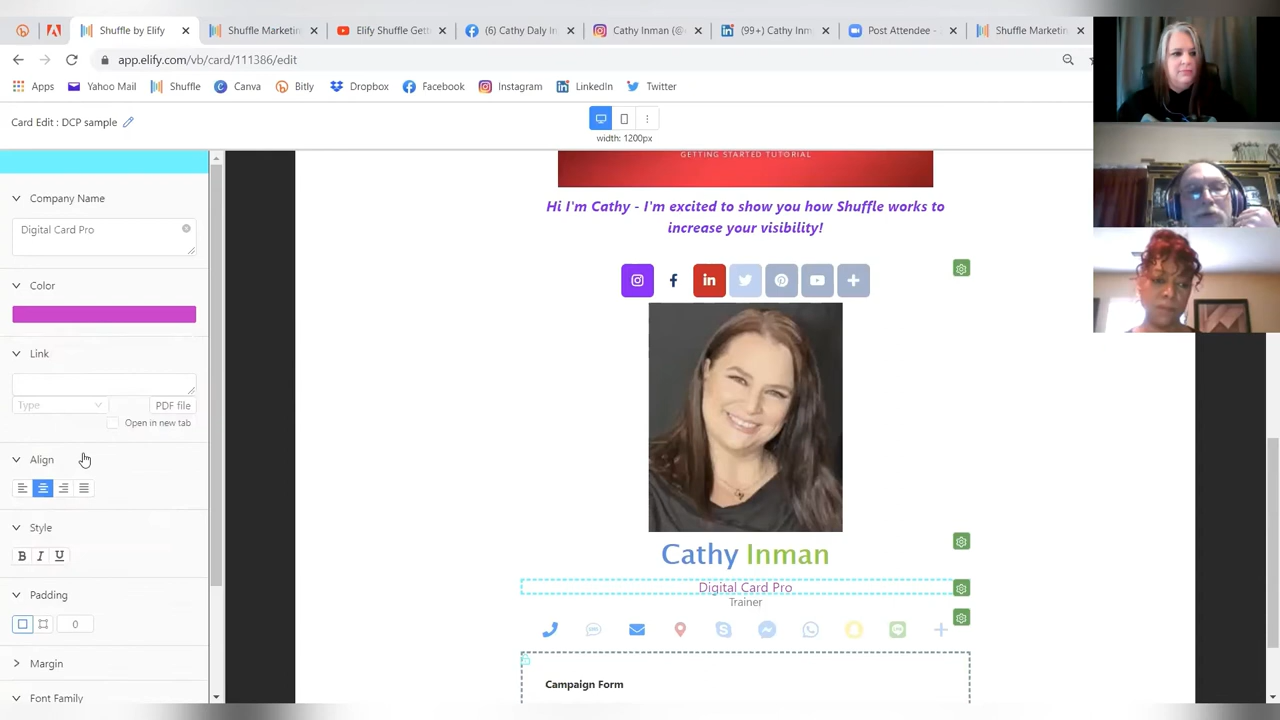 Shuffle by Elify
Shuffle Marketin
Elify Shuffle Gett
(6) Cathy Daly In
Cathy Inman (@
(99+) Cathy Inm
Post Attendee -
Shuffle Marketin
app.elify.com/vb/card/111386/edit
Apps
Yahoo Mail
Shuffle
Canva
Bitly
Dropbox
Facebook
Instagram
LinkedIn
Twitter
Card Edit : DCP sample
width: 1200px
Company Name
Digital Card Pro
Color
Link
Type
PDF file
Open in new tab
Align
Style
B I U
0
Margin
Font Family
GETTING STARTED TUTORIAL
Hi I'm Cathy - I'm excited to show you how Shuffle works to
increase your visibility!
Cathy Inman
Digital Card Pro
Trainer
Campaign Form